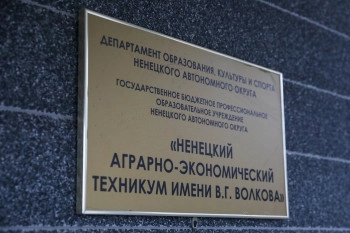 ДЕПАРТАМЕНТ ОБРАЗОВАНИЯ, КУЛЬТУРЫ И СПОРТА
НЕНЕЦКОГО АВТОНОМНОГО ОКРУГА
ГОСУДАРСТВЕННОЕ БЮДЖЕТНОЕ ПРОФЕССИОНАЛЬНОЕ
ОБРАЗОВАТЕЛЬНОЕ УЧРЕЖДЕНИЕ
НЕНЕЦКОГО АВТОНОМНОГО ОКРУГА
«НЕНЕЦКИЙ
АГРАРНО-ЭКОНОМИЧЕСКИЙ
ТЕХНИКУМ ИМЕНИ В.Г. ВОЛКОВА»